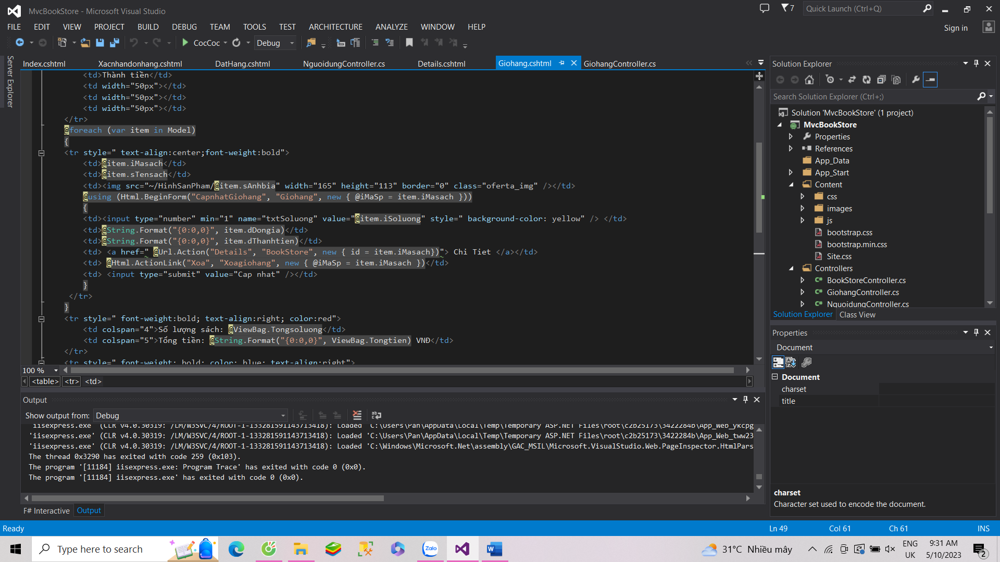 MvcBookStore - Microsoft Visual Studio
7
Quick Launch (Ctrl+Q)
FILE EDIT VIEW PROJECT BUILD DEBUG TEAM TOOLS TEST ARCHITECTURE ANALYZE WINDOW HELP
Sign in
CocCoc
Debug
Server Explorer
Index.cshtml Xacnhandonhang.cshtml DatHang.cshtml NguoidungController.cs Details.cshtml Giohang.cshtml GiohangController.cs
<td>Thành tiền</td>
<td width="50px"></td>
<td width="50px"></td>
<td width="50px"></td>
</tr>
@foreach (var item in Model)
{
<tr style=" text-align:center;font-weight:bold">
<td>@item.iMasach</td>
<td>@item.sTensach</td>
<td><img src="~/HinhSanPham/@item.sAnhbia" width="165" height="113" border="0" class="oferta_img" /></td>
@using (Html.BeginForm("CapnhatGiohang", "Giohang", new { @iMaSp = item.iMasach }))
{
<td><input type="number" min="1" name="txtSoluong" value="@item.iSoluong" style=" background-color: yellow" /> </td>
<td>@String.Format("{0:0,0}", item.dDongia)</td>
<td>@String.Format("{0:0,0}", item.dThanhtien)</td>
<td> <a href=" @Url.Action("Details", "BookStore", new { id = item.iMasach})"> Chi Tiet </a></td>
<td> @Html.ActionLink("Xoa", "Xoagiohang", new { @iMaSp = item.iMasach })</td>
<td> <input type="submit" value="Cap nhat" /></td>
}
</tr>
}
<tr style=" font-weight:bold; text-align:right; color:red">
<td colspan="4">Số lượng sách: @ViewBag.Tongsoluong</td>
<td colspan="5">Tổng tiền: @String.Format("{0:0,0}", ViewBag.Tongtien) VNĐ</td>
</tr>
<tr style=" font-weight: bold; color: blue; text-align:right">
100 %
<table> <tr> <td>
Output
Show output from: Debug
'iisexpress.exe' (CLR v4.0.30319: /LM/W3SVC/4/ROOT-1-133281591143713418): Loaded 'C:\Users\Pan\AppData\Local\Temp\Temporary ASP.NET Files\root\c2b25173\3422284b\App_Web_ykcpg
'iisexpress.exe' (CLR v4.0.30319: /LM/W3SVC/4/ROOT-1-133281591143713418): Loaded 'C:\Users\Pan\AppData\Local\Temp\Temporary ASP.NET Files\root\c2b25173\3422284b\App_Web_tww23
'iisexpress.exe' (CLR v4.0.30319: /LM/W3SVC/4/ROOT-1-133281591143713418): Loaded 'C:\Windows\Microsoft.Net\assembly\GAC_MSIL\Microsoft.VisualStudio.Web.PageInspector.HtmlPars
The thread 0x3290 has exited with code 259 (0x103).
The program '[11184] iisexpress.exe: Program Trace' has exited with code 0 (0x0).
The program '[11184] iisexpress.exe' has exited with code 0 (0x0).
F# Interactive Output
Solution Explorer
Search Solution Explorer (Ctrl+;)
Solution 'MvcBookStore' (1 project)
MvcBookStore
Properties
References
App_Data
App_Start
Content
css
images
js
bootstrap.css
bootstrap.min.css
Site.css
Controllers
BookStoreController.cs
GiohangController.cs
NguoidungController.cs
Solution Explorer Class View
Properties
Document
Document
charset
title
charset
Character set used to encode the document.
Ready
Ln 49 Col 61 Ch 61 INS
Type here to search
Zalo
31°C Nhiều mây
ENG
UK
9:31 AM
5/10/2023
2